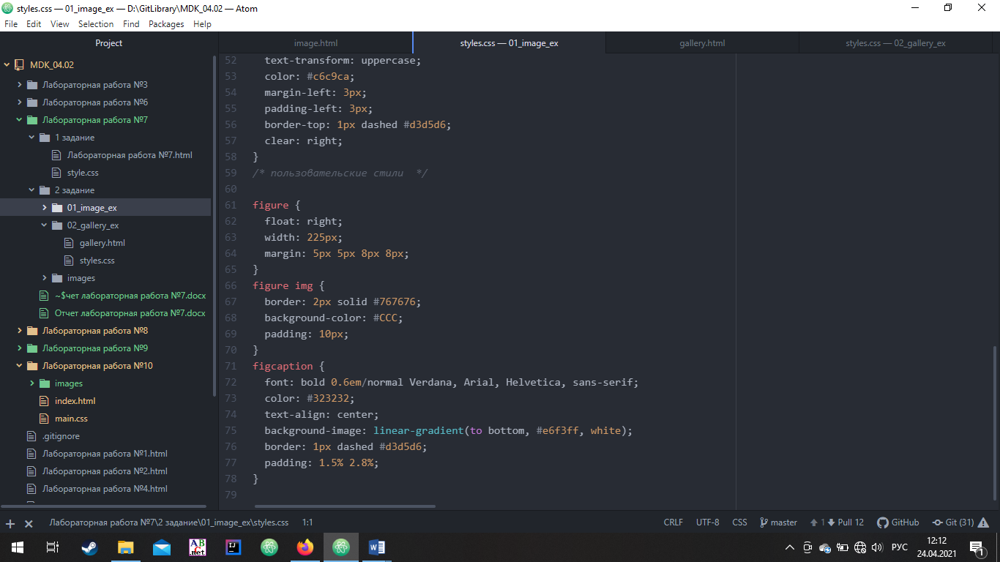 styles.css — 01_image_ex — D:\GitLibrary\MDK_04.02 — Atom
File Edit View Selection Find Packages Help
Project
MDK_04.02
Лабораторная работа №3
Лабораторная работа №6
Лабораторная работа №7
1 задание
Лабораторная работа №7.html
style.css
2 задание
01_image_ex
02_gallery_ex
gallery.html
styles.css
images
~$чет лабораторная работа №7.docx
Отчет лабораторная работа №7.docx
Лабораторная работа №8
Лабораторная работа №9
Лабораторная работа №10
images
index.html
main.css
.gitignore
Лабораторная работа №1.html
Лабораторная работа №2.html
Лабораторная работа №4.html
image.html styles.css — 01_image_ex gallery.html styles.css — 02_gallery_ex
52 text-transform: uppercase;
53 color: #c6c9ca;
54 margin-left: 3px;
55 padding-left: 3px;
56 border-top: 1px dashed #d3d5d6;
57 clear: right;
58 }
59 /* пользовательские стили */
60
61 figure {
62 float: right;
63 width: 225px;
64 margin: 5px 5px 8px 8px;
65 }
66 figure img {
67 border: 2px solid #767676;
68 background-color: #CCC;
69 padding: 10px;
70 }
71 figcaption {
72 font: bold 0.6em/normal Verdana, Arial, Helvetica, sans-serif;
73 color: #323232;
74 text-align: center;
75 background-image: linear-gradient(to bottom, #e6f3ff, white);
76 border: 1px dashed #d3d5d6;
77 padding: 1.5% 2.8%;
78 }
79
Лабораторная работа №7\2 задание\01_image_ex\styles.css 1:1 CRLF UTF-8 CSS master 1 Pull 12 GitHub Git (31)
ABC .net IJ W РУС 12:12
24.04.2021 1